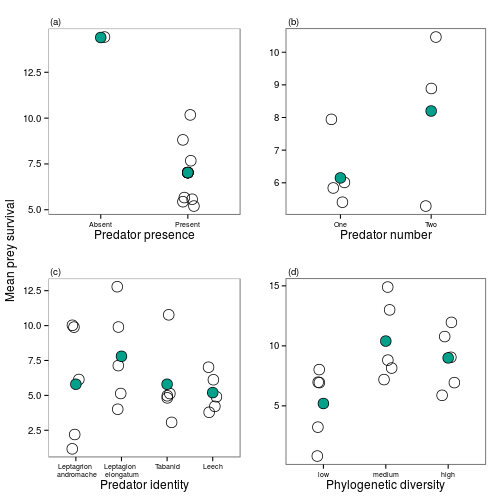 (a)
12.5
10.0
7.5
5.0
Absent
Present
Predator presence
(b)
10
9
8
7
6
One
Two
Predator number
Mean prey survival
(c)
12.5
10.0
7.5
5.0
2.5
Leptagrion
andromache
Leptagion
elongatum
Tabanid
Leech
Predator identity
(d)
15
10
5
low
medium
high
Phylogenetic diversity